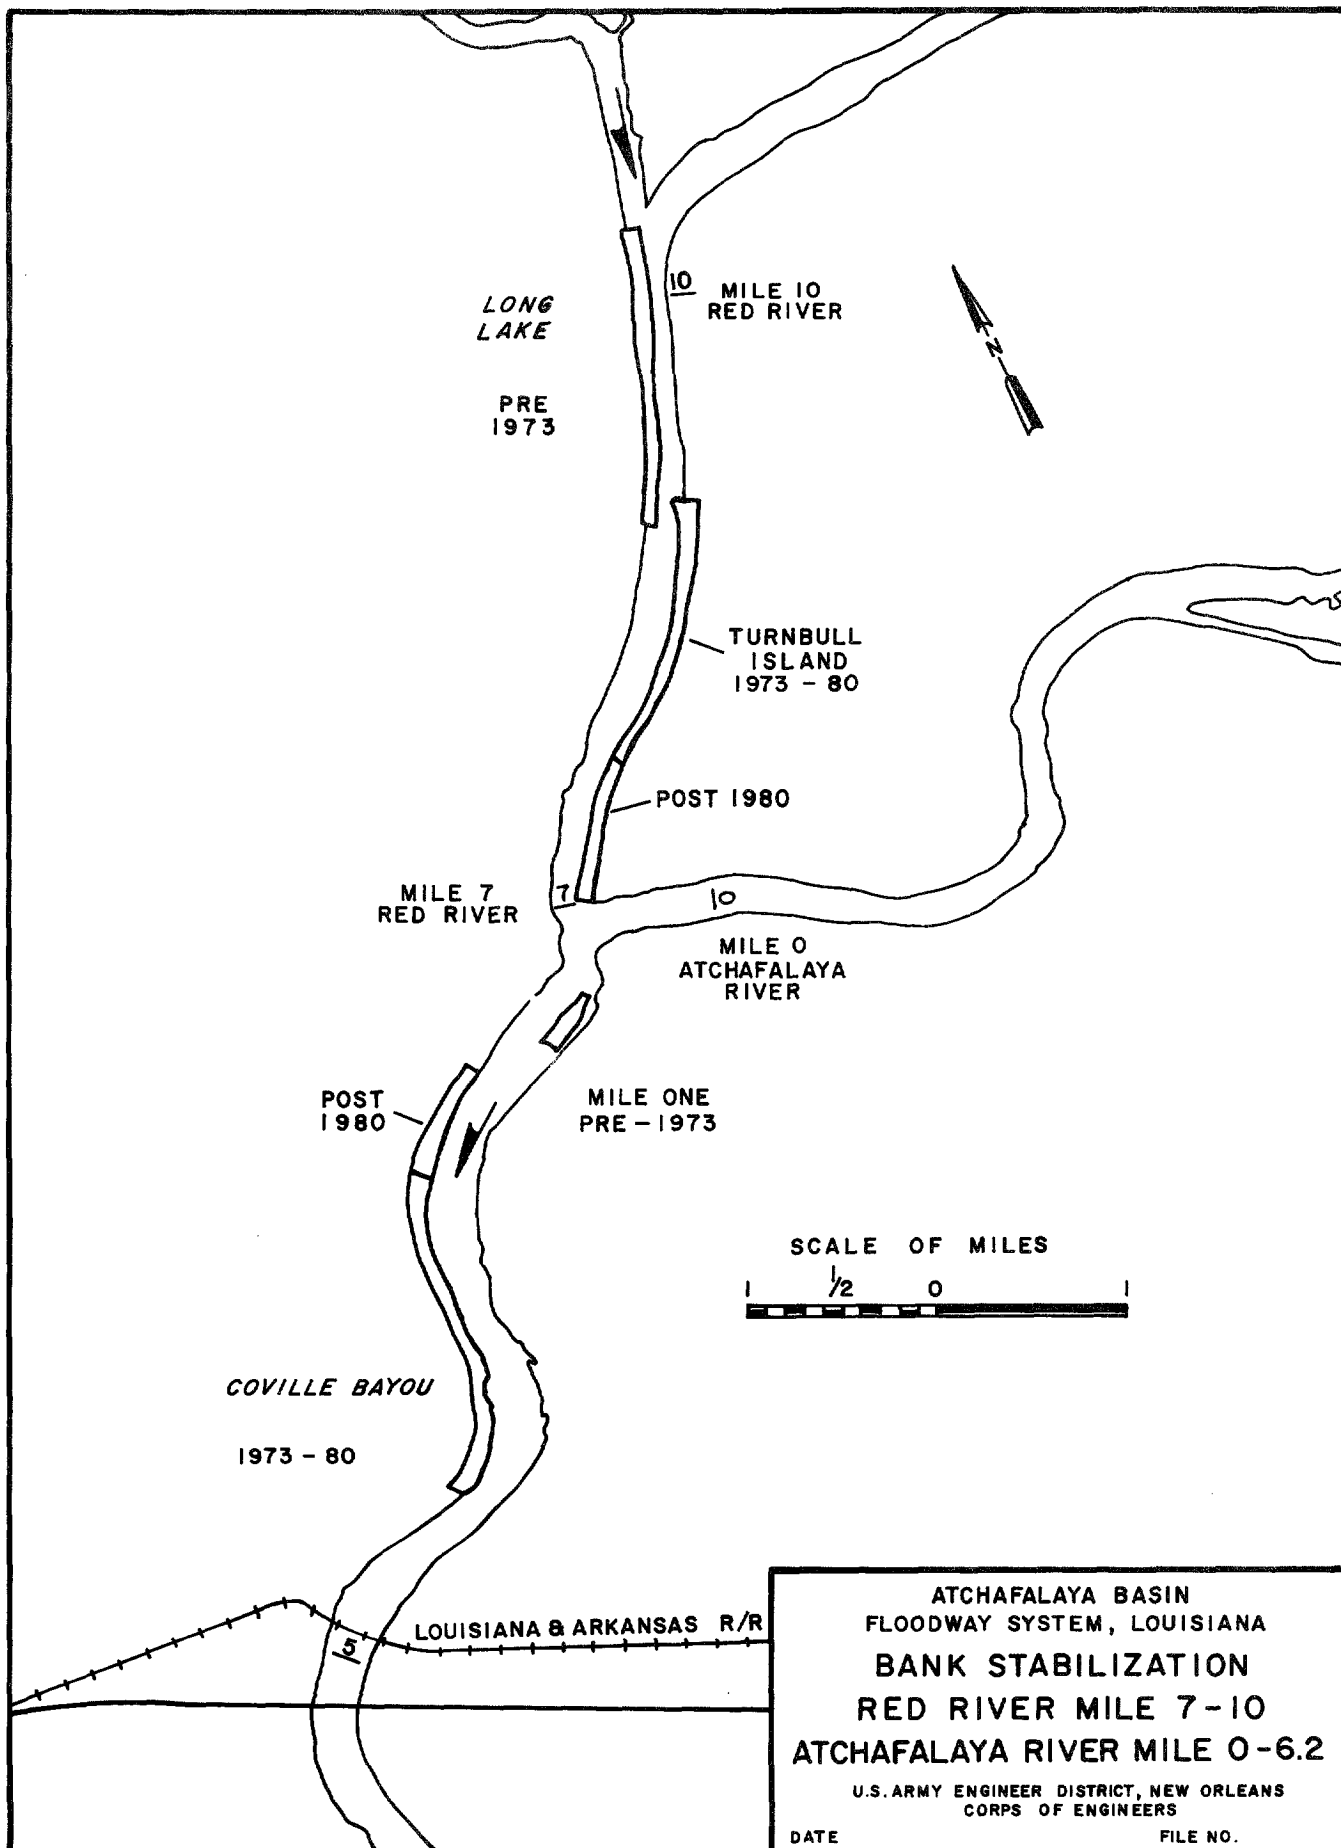 LONG
LAKE
PRE
1973
10
MILE 10
RED RIVER
N
TURNBULL
ISLAND
1973 - 80
POST 1980
MILE 7
RED RIVER
7
0
MILE 0
ATCHAFALAYA
RIVER
POST
1980
MILE ONE
PRE - 1973
SCALE OF MILES
1 1/2 0 1
COVILLE BAYOU
1973 - 80
LOUISIANA & ARKANSAS R/R
5
ATCHAFALAYA BASIN
FLOODWAY SYSTEM, LOUISIANA
BANK STABILIZATION
RED RIVER MILE 7-10
ATCHAFALAYA RIVER MILE 0-6.2
U.S. ARMY ENGINEER DISTRICT, NEW ORLEANS
CORPS OF ENGINEERS
DATE FILE NO.